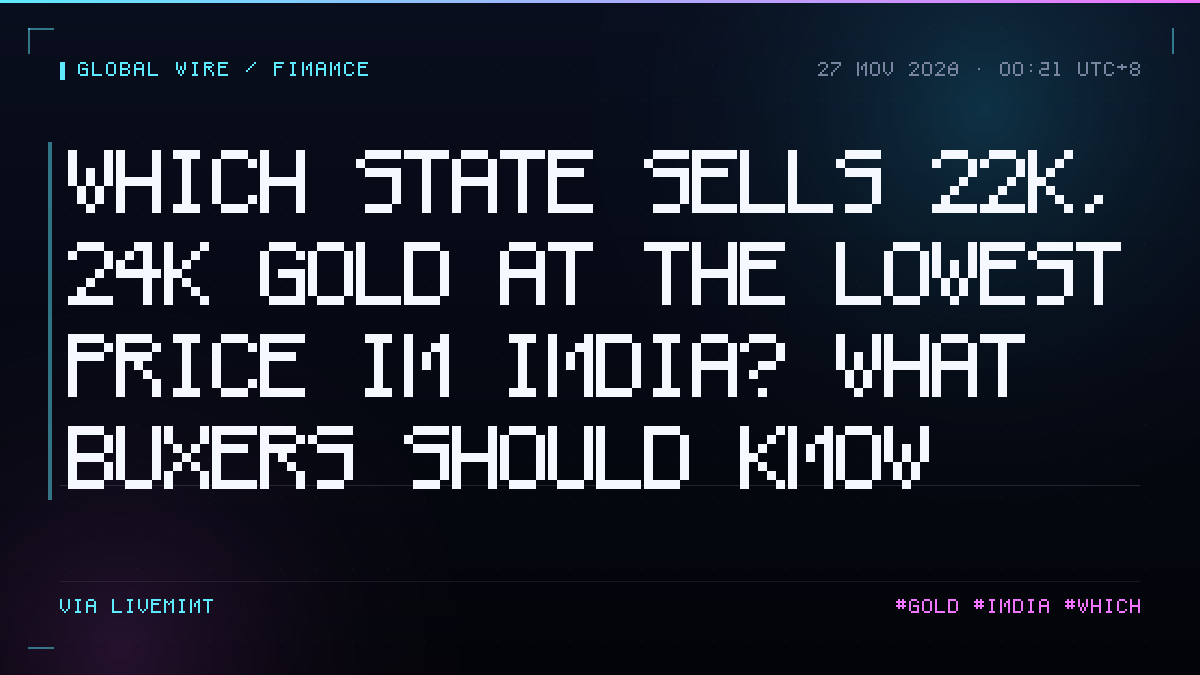 GLOBAL WIRE / FINANCE
27 NOV · 00:21 UTC+8
WHICH STATE SELLS 22K,
24K GOLD AT THE LOWEST
PRICE IN INDIA? WHAT
BUYERS SHOULD KNOW
VIA LIVEMINT
#GOLD #INDIA #WHICH